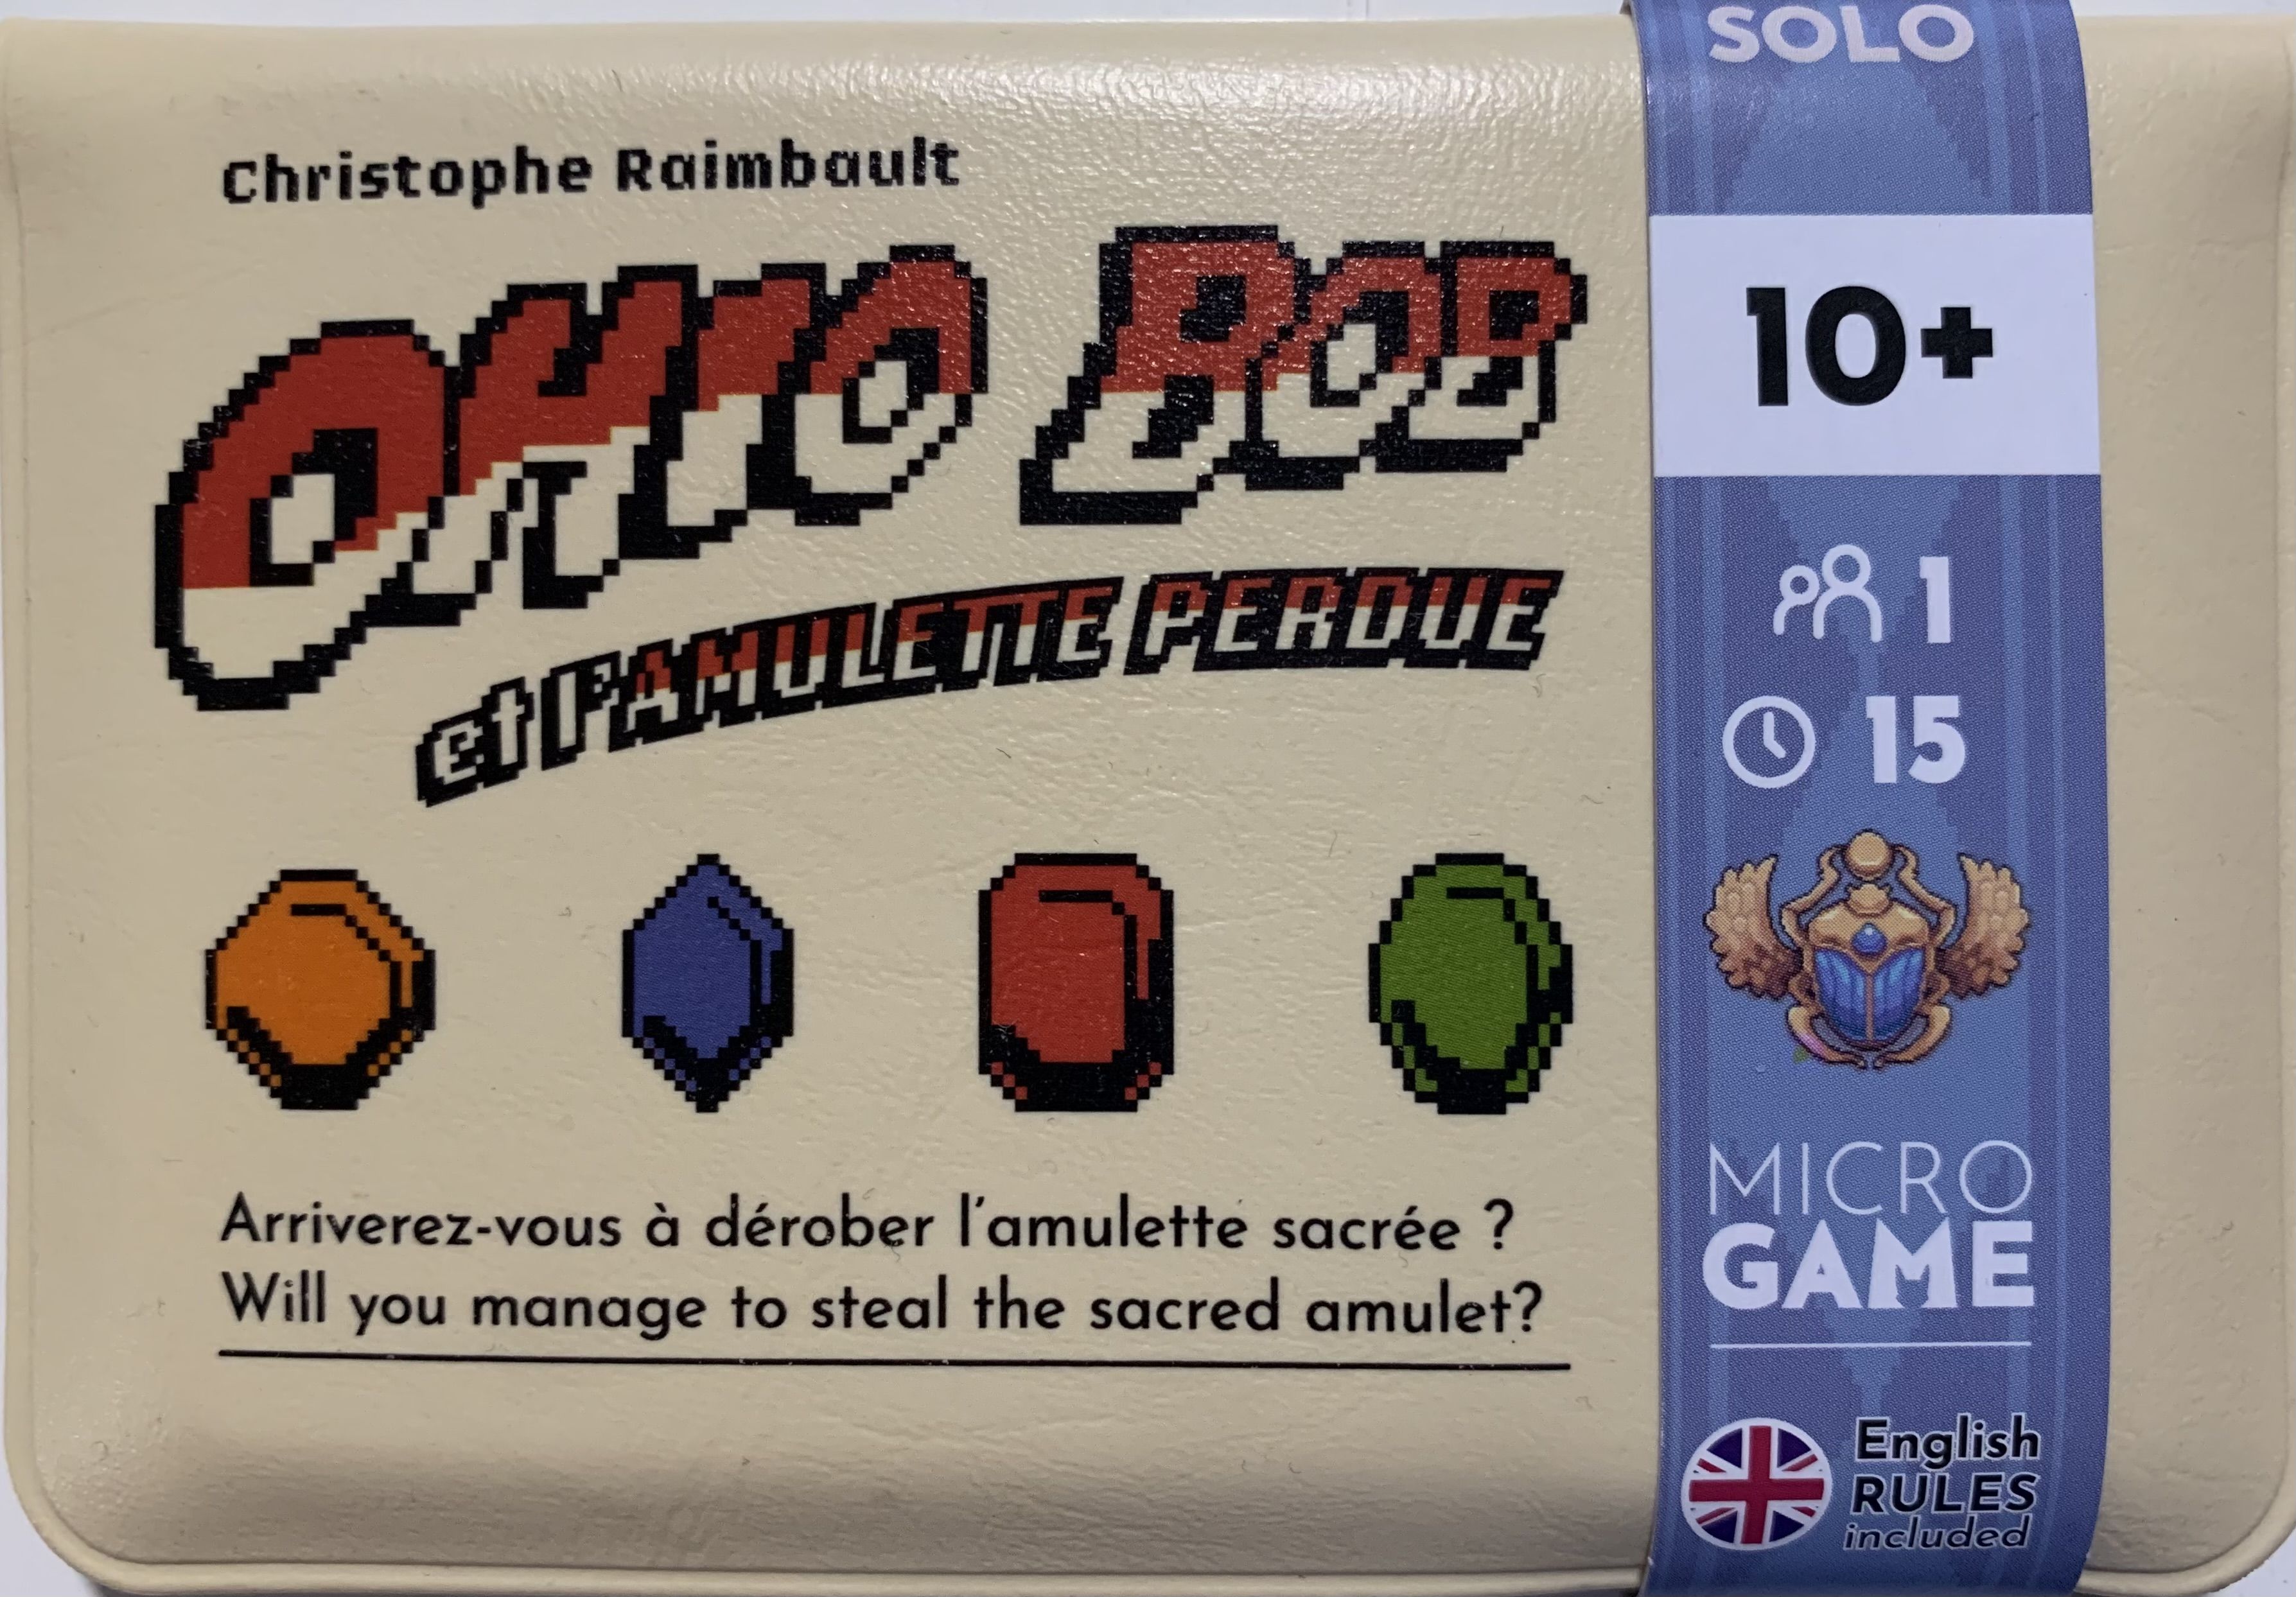 Christophe Raimbault
OHIO BOB
et l'AMULETTE PERDUE
Arriverez-vous à dérober l'amulette sacrée ?
Will you manage to steal the sacred amulet?
SOLO
10+
1
15
MICRO
GAME
English
RULES
included